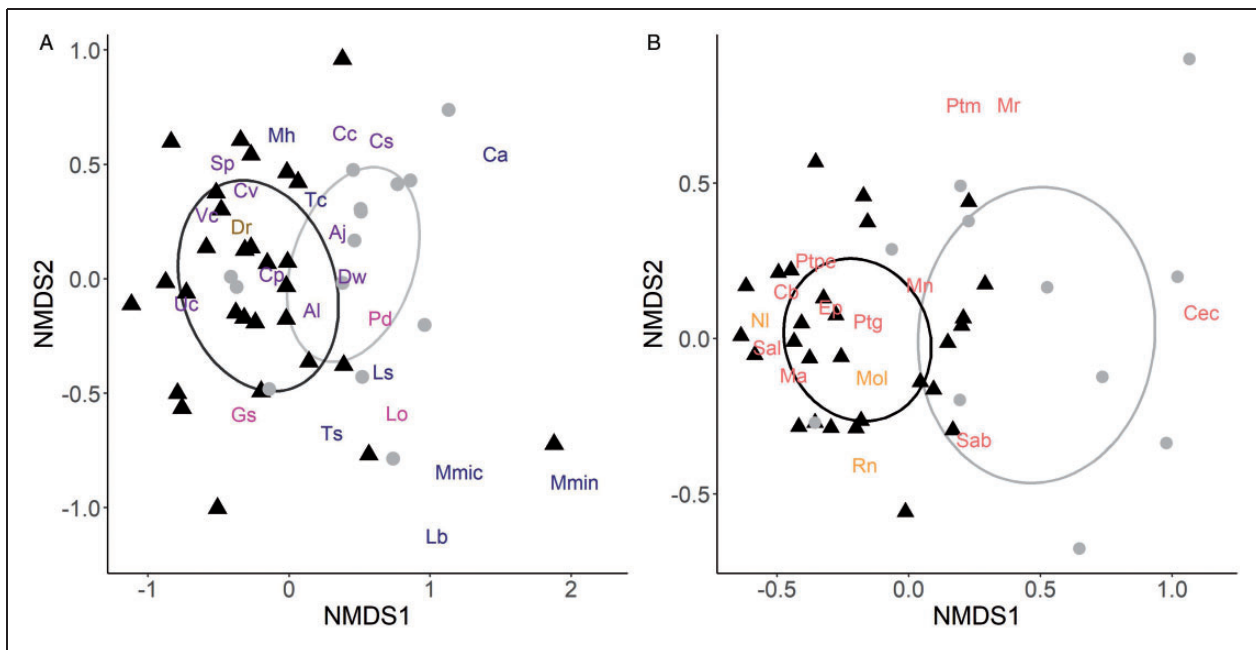 A
NMDS2
1.0
0.5
0.0
-0.5
-1.0
Mh
Cc
Cs
Ca
Sp
Cv
Tc
Vc
Dr
Aj
Cp
Dw
Uc
Al
Pd
Ls
Gs
Lo
Ts
Mmic
Mmin
Lb
-1
0
1
2
NMDS1
B
NMDS2
0.5
0.0
-0.5
Ptm
Mr
Ptpe
Mn
Cb
Ep
Cec
Nl
Ptg
Sal
Ma
Mol
Sab
Rn
-0.5
0.0
0.5
1.0
NMDS1